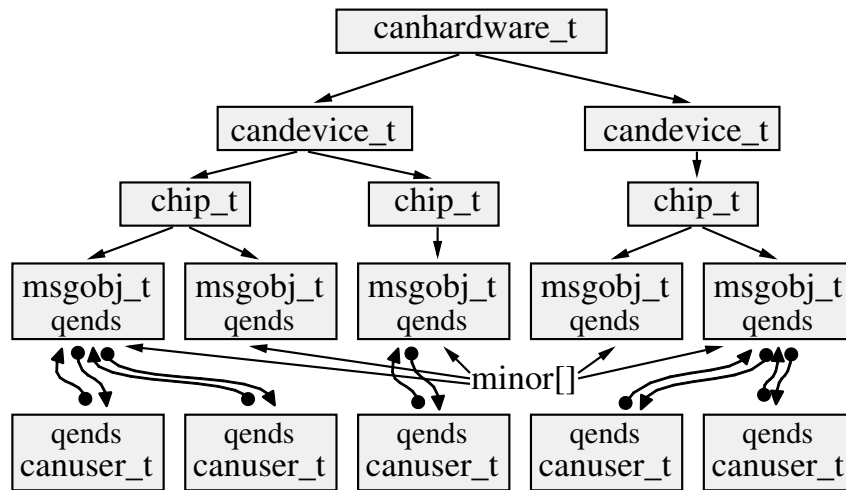 canhardware_t
candevice_t candevice_t
chip_t chip_t chip_t
msgobj_t msgobj_t msgobj_t msgobj_t msgobj_t
qends qends qends qends qends
minor[]
qends qends qends qends qends
canuser_t canuser_t canuser_t canuser_t canuser_t